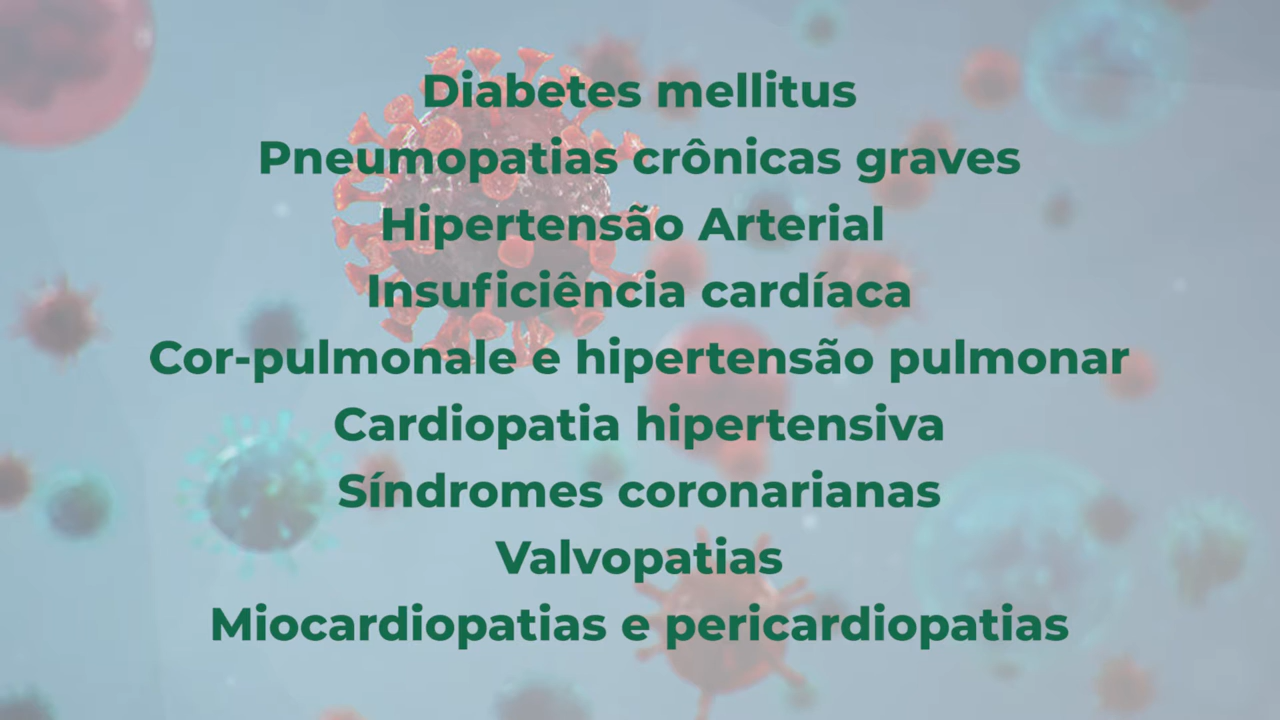 Diabetes mellitus
Pneumopatias crônicas graves
Hipertensão Arterial
Insuficiência cardíaca
Cor-pulmonale e hipertensão pulmonar
Cardiopatia hipertensiva
Síndromes coronarianas
Valvopatias
Miocardiopatias e pericardiopatias